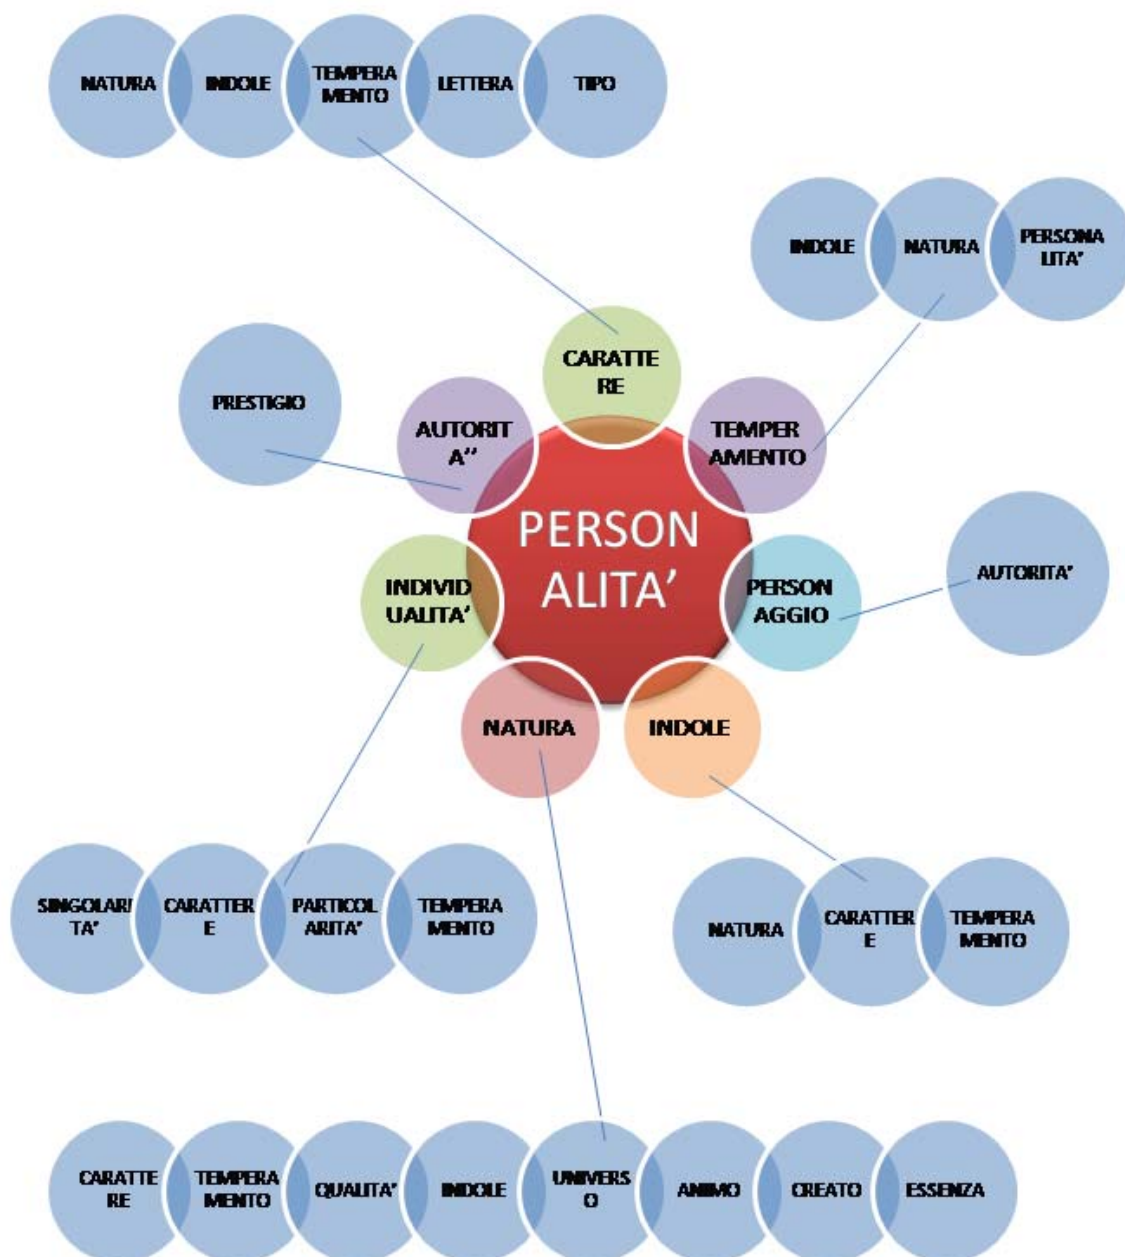 NATURA
INDOLE
TEMPERA
MENTO
LETTERA
TIPO
INDOLE
NATURA
PERSONA
LITA'
PRESTIGIO
CARATTE
RE
AUTORIT
A''
TEMPER
AMENTO
PERSON
ALITA'
INDIVID
UALITA'
PERSON
AGGIO
AUTORITA'
NATURA
INDOLE
SINGOLARI
TA'
CARATTER
E
PARTICOL
ARITA'
TEMPERA
MENTO
NATURA
CARATTER
E
TEMPERA
MENTO
CARATTE
RE
TEMPERA
MENTO
QUALITA'
INDOLE
UNIVERS
O
ANIMO
CREATO
ESSENZA